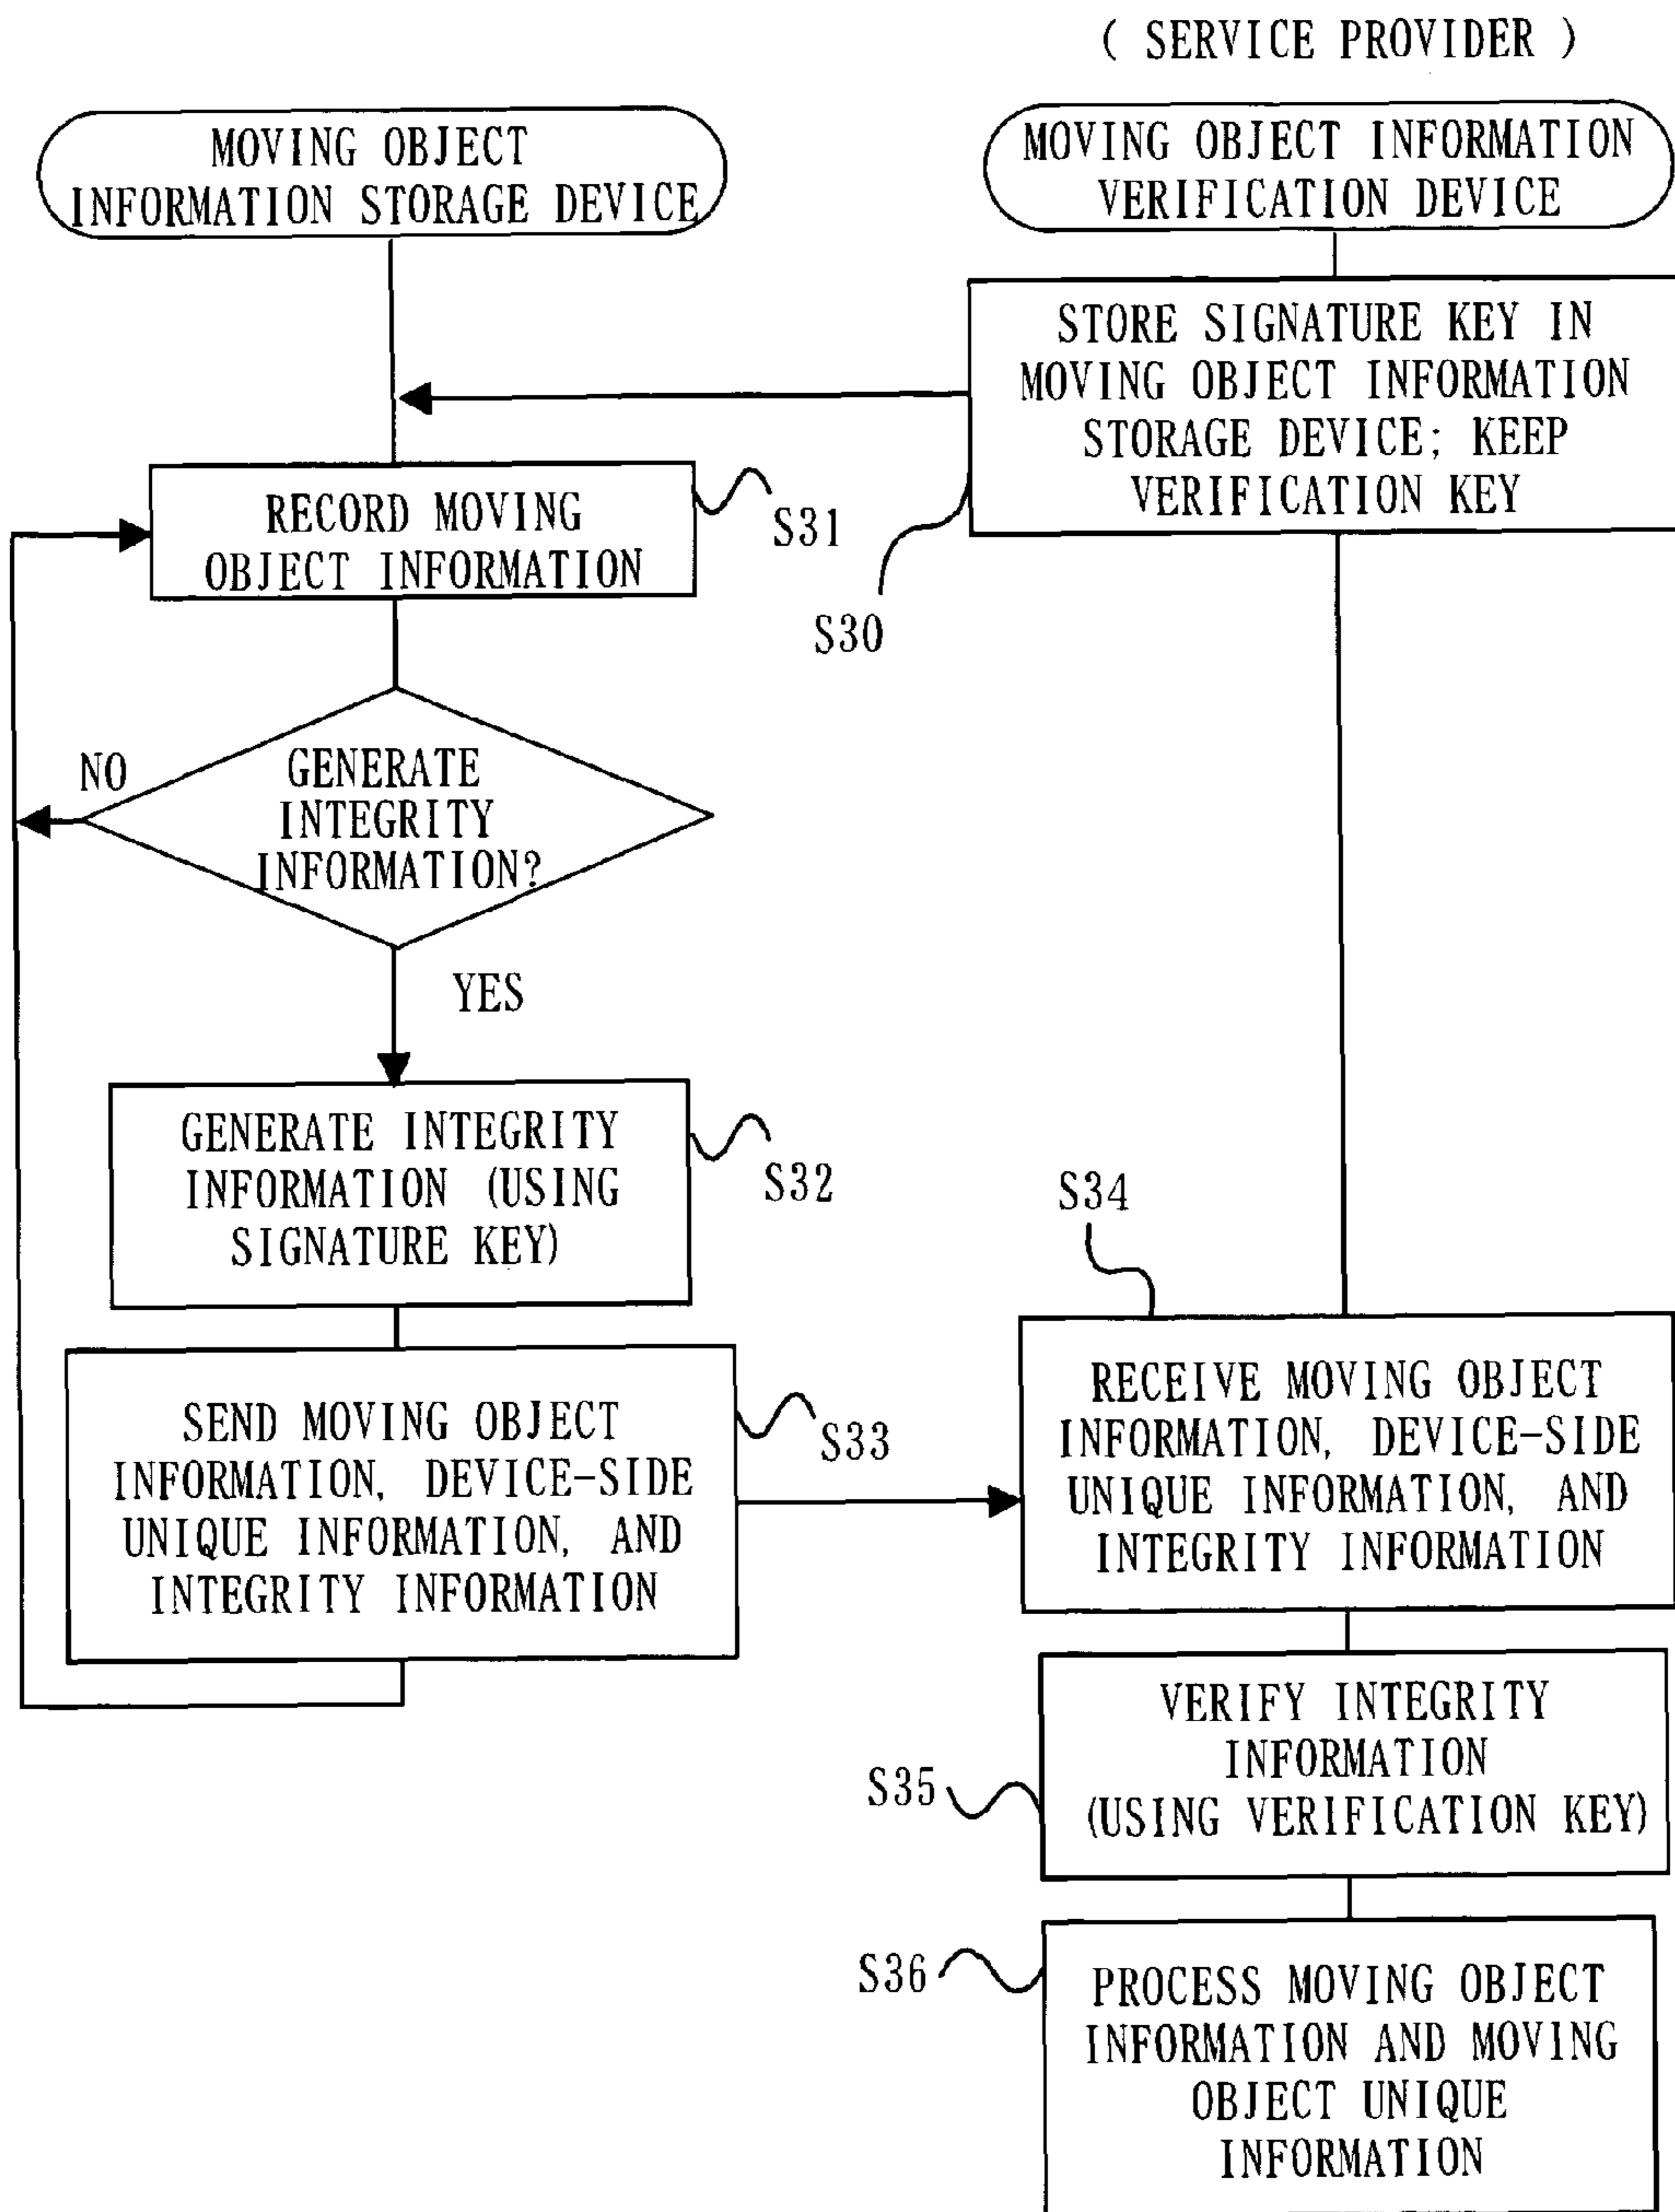 ( SERVICE PROVIDER )
MOVING OBJECT
INFORMATION STORAGE DEVICE
MOVING OBJECT INFORMATION
VERIFICATION DEVICE
STORE SIGNATURE KEY IN
MOVING OBJECT INFORMATION
STORAGE DEVICE; KEEP
VERIFICATION KEY
S30
RECORD MOVING
OBJECT INFORMATION
S31
NO
GENERATE
INTEGRITY
INFORMATION?
YES
GENERATE INTEGRITY
INFORMATION (USING
SIGNATURE KEY)
S32
SEND MOVING OBJECT
INFORMATION, DEVICE-SIDE
UNIQUE INFORMATION, AND
INTEGRITY INFORMATION
S33
S34
RECEIVE MOVING OBJECT
INFORMATION, DEVICE-SIDE
UNIQUE INFORMATION, AND
INTEGRITY INFORMATION
VERIFY INTEGRITY
INFORMATION
(USING VERIFICATION KEY)
S35
S36
PROCESS MOVING OBJECT
INFORMATION AND MOVING
OBJECT UNIQUE
INFORMATION